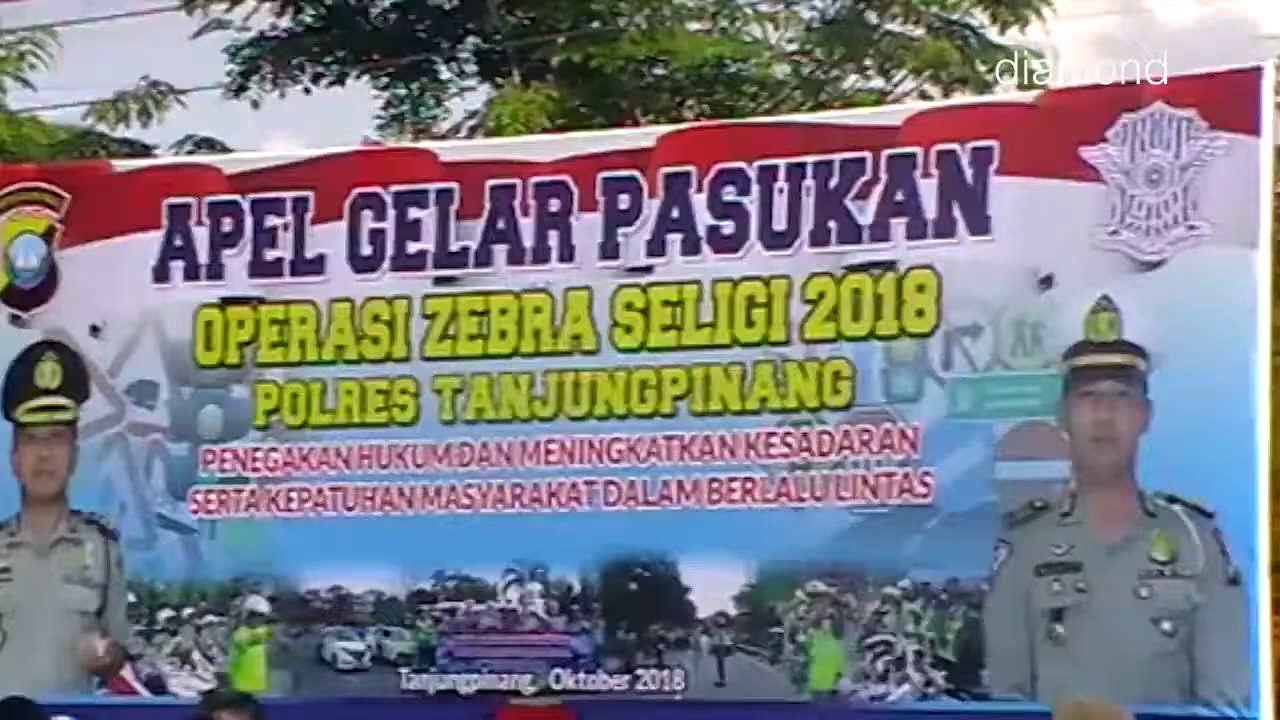 diamond
APEL GELAR PASUKAN
OPERASI ZEBRA SELIGI 2018
POLRES TANJUNGPINANG
PENEGAKAN HUKUM DAN MENINGKATKAN KESADARAN
SERTA KEPATUHAN MASYARAKAT DALAM BERLALU LINTAS
Tanjungpinang, Oktober 2018